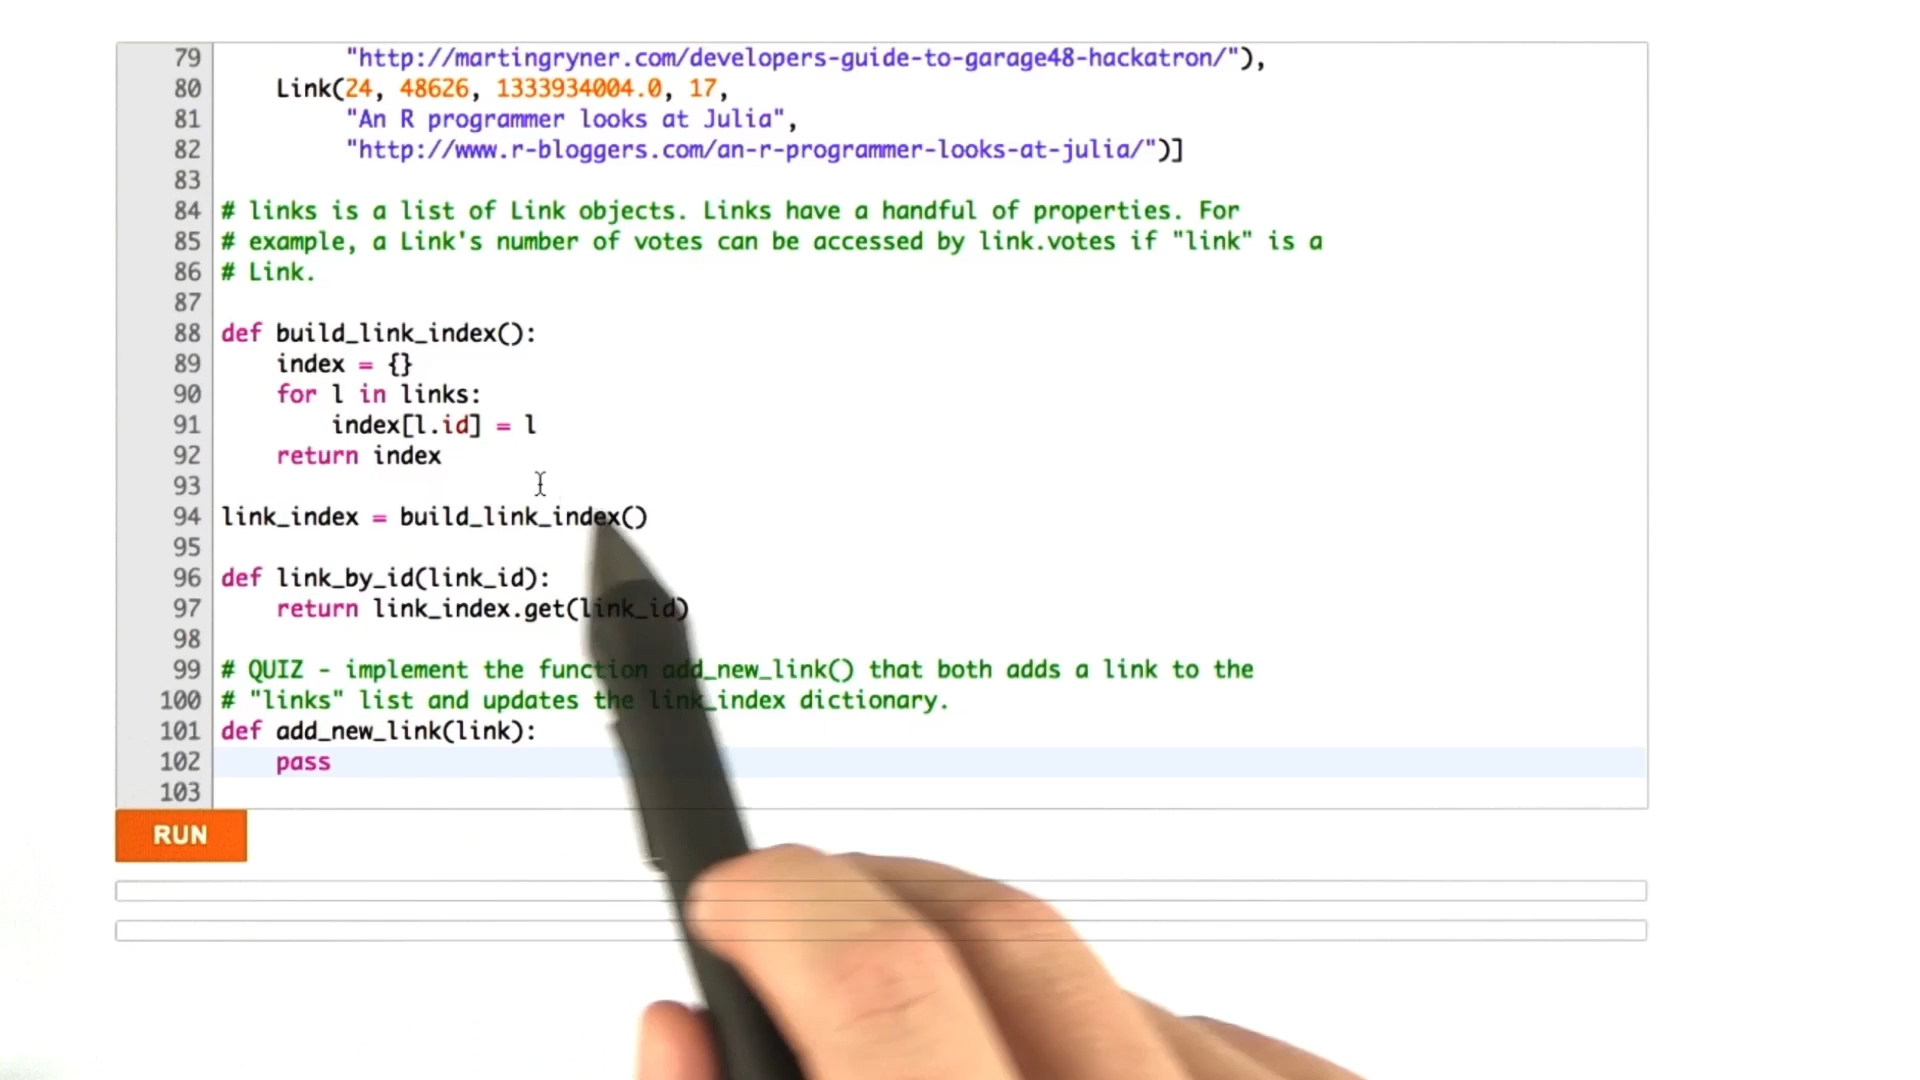 79 "http://martingryner.com/developers-guide-to-garage48-hackatron/"),
80 Link(24, 48626, 1333934004.0, 17,
81 "An R programmer looks at Julia",
82 "http://www.r-bloggers.com/an-r-programmer-looks-at-julia/")]
83
84 # links is a list of Link objects. Links have a handful of properties. For
85 # example, a Link's number of votes can be accessed by link.votes if "link" is a
86 # Link.
87
88 def build_link_index():
89 index = {}
90 for l in links:
91 index[l.id] = l
92 return index
93
94 link_index = build_link_index()
95
96 def link_by_id(link_id):
97 return link_index.get(link_id)
98
99 # QUIZ - implement the function add_new_link() that both adds a link to the
100 # "links" list and updates the link_index dictionary.
101 def add_new_link(link):
102 pass
103
RUN